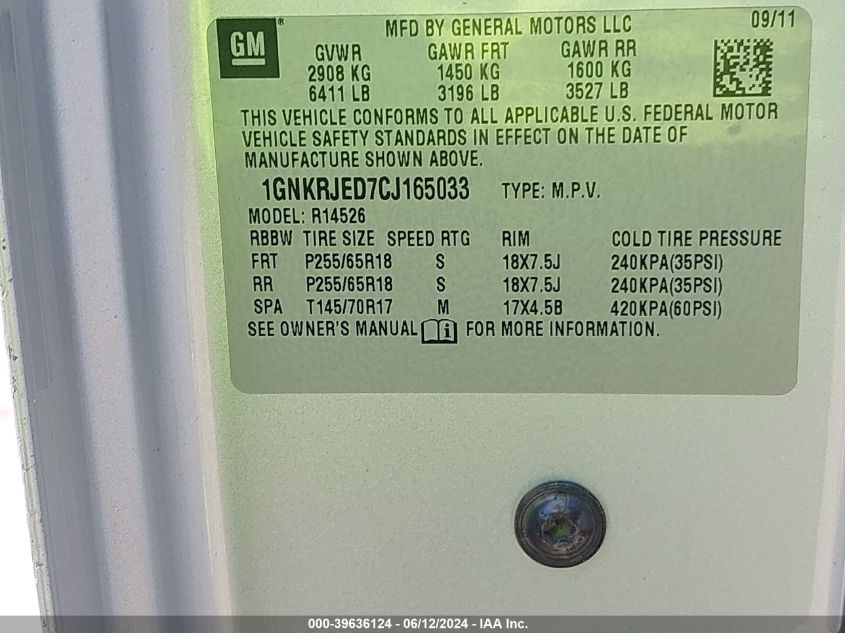 GM
MFD BY GENERAL MOTORS LLC 09/11
GVWR GAWR FRT GAWR RR
2908 KG 1450 KG 1600 KG
6411 LB 3196 LB 3527 LB
THIS VEHICLE CONFORMS TO ALL APPLICABLE U.S. FEDERAL MOTOR
VEHICLE SAFETY STANDARDS IN EFFECT ON THE DATE OF
MANUFACTURE SHOWN ABOVE.
1GNKRJED7CJ165033 TYPE: M.P.V.
MODEL: R14526
RBBW TIRE SIZE SPEED RTG RIM COLD TIRE PRESSURE
FRT P255/65R18 S 18X7.5J 240KPA(35PSI)
RR P255/65R18 S 18X7.5J 240KPA(35PSI)
SPA T145/70R17 M 17X4.5B 420KPA(60PSI)
SEE OWNER'S MANUAL FOR MORE INFORMATION.
000-39636124 - 06/12/2024 - IAA Inc.